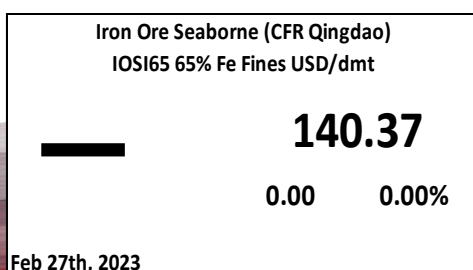 Iron Ore Seaborne (CFR Qingdao)
IOSI65 65% Fe Fines USD/dmt
140.37
0.00 0.00%
Feb 27th, 2023